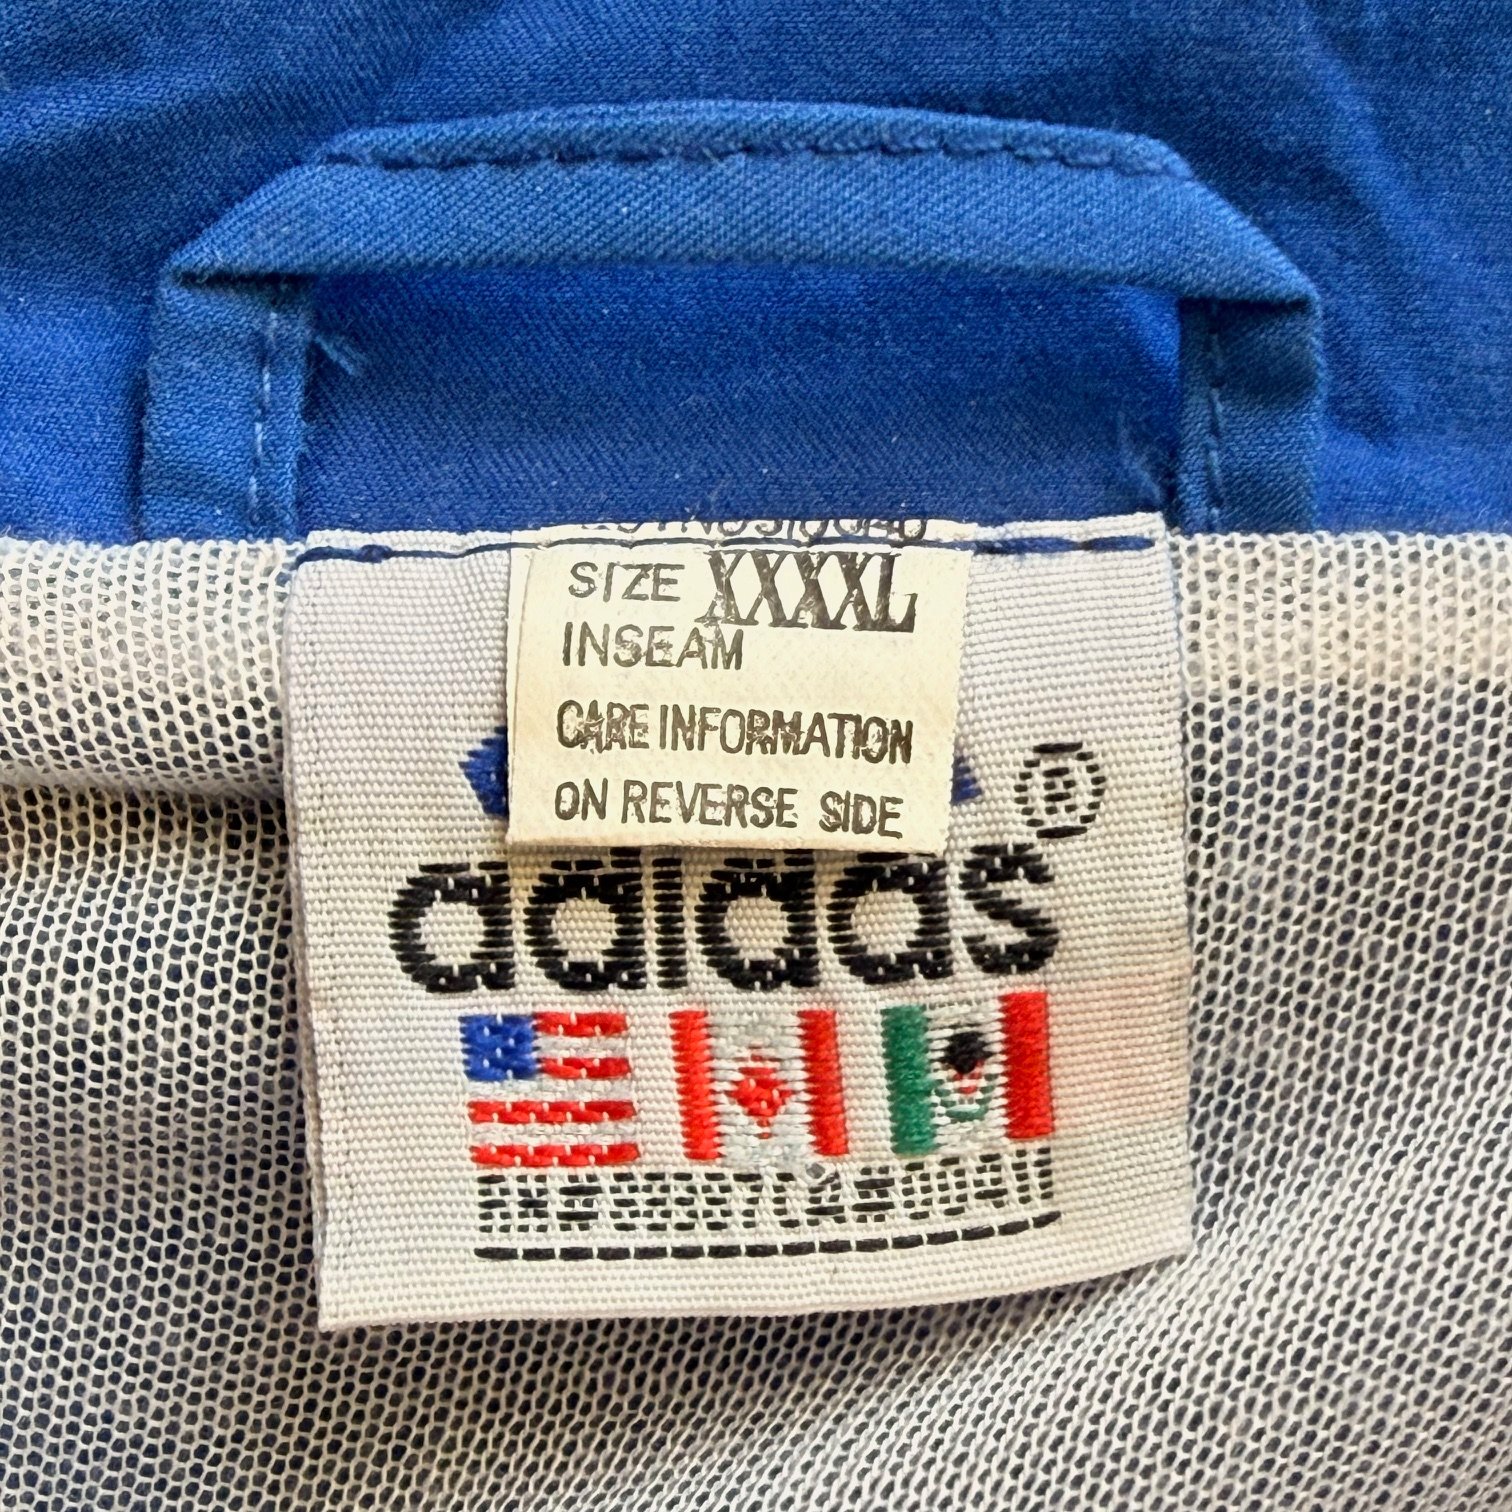 SIZE XXXXL
INSEAM
CARE INFORMATION
ON REVERSE SIDE
®
adidas